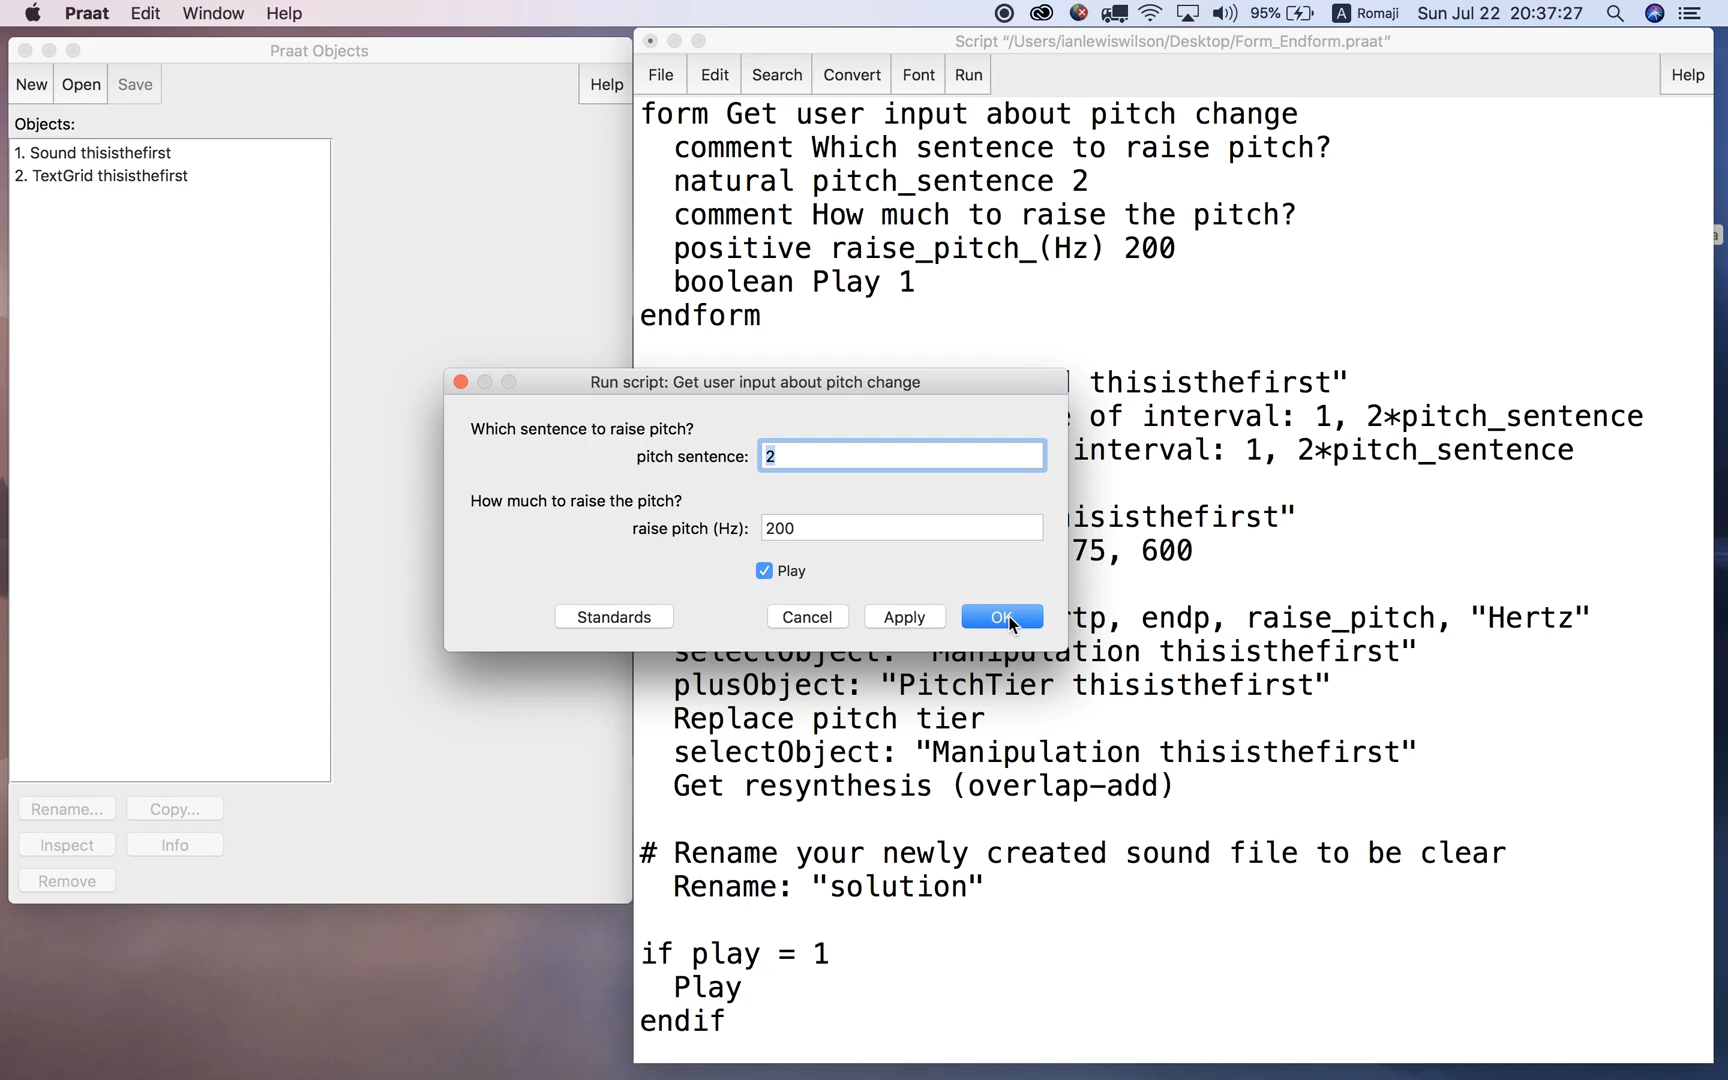 Praat Edit Window Help
95% A Romaji Sun Jul 22 20:37:27
Praat Objects
New Open Save Help
Objects:
1. Sound thisisthefirst
2. TextGrid thisisthefirst
Rename... Copy...
Inspect Info
Remove
Script "/Users/ianlewiswilson/Desktop/Form_Endform.praat"
File Edit Search Convert Font Run Help
form Get user input about pitch change
comment Which sentence to raise pitch?
natural pitch_sentence 2
comment How much to raise the pitch?
positive raise_pitch_(Hz) 200
boolean Play 1
endform
thisisthefirst"
of interval: 1, 2*pitch_sentence
interval: 1, 2*pitch_sentence
isisthefirst"
75, 600
rtp, endp, raise_pitch, "Hertz"
selectObject: "Manipulation thisisthefirst"
plusObject: "PitchTier thisisthefirst"
Replace pitch tier
selectObject: "Manipulation thisisthefirst"
Get resynthesis (overlap-add)
# Rename your newly created sound file to be clear
Rename: "solution"
if play = 1
Play
endif
Run script: Get user input about pitch change
Which sentence to raise pitch?
pitch sentence: 2
How much to raise the pitch?
raise pitch (Hz): 200
Play
Standards Cancel Apply OK